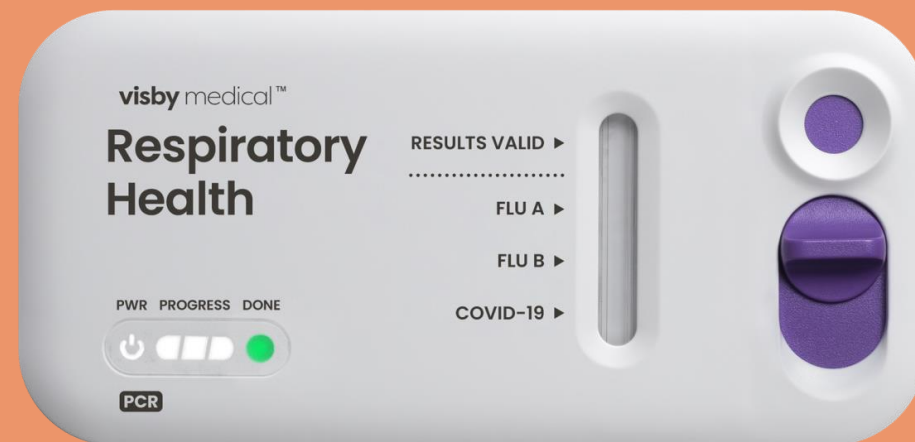 visby medical™
Respiratory
Health
RESULTS VALID ▶
FLU A ▶
FLU B ▶
COVID-19 ▶
PWR PROGRESS DONE
PCR